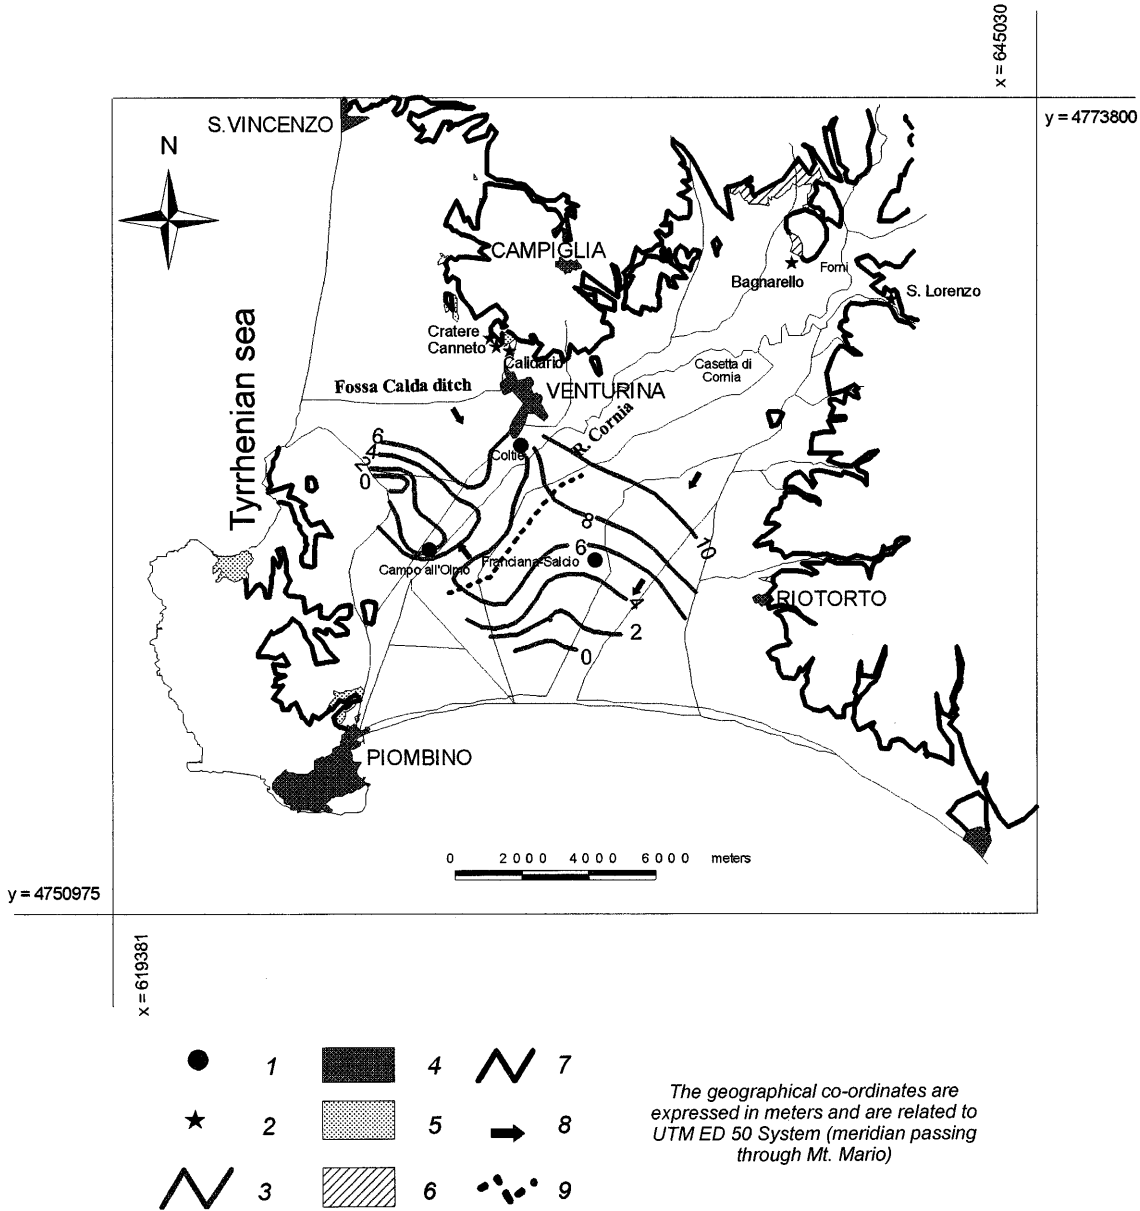 x = 645030
y = 4773800
S.VINCENZO
N
CAMPIGLIA
Bagnarello
Forni
S. Lorenzo
Cratere
Canneto
Calidario
Casetta di
Cornia
Tyrrhenian sea
Fossa Calda ditch
VENTURINA
R. Cornia
6
4
2
0
Coltie
8
10
6
Campo all'Olmo
Franciana-Salcio
4
2
0
RIOTORTO
PIOMBINO
0 2000 4000 6000 meters
y = 4750975
x = 619381
1 4 7
2 5 8
3 6 9
The geographical co-ordinates are
expressed in meters and are related to
UTM ED 50 System (meridian passing
through Mt. Mario)